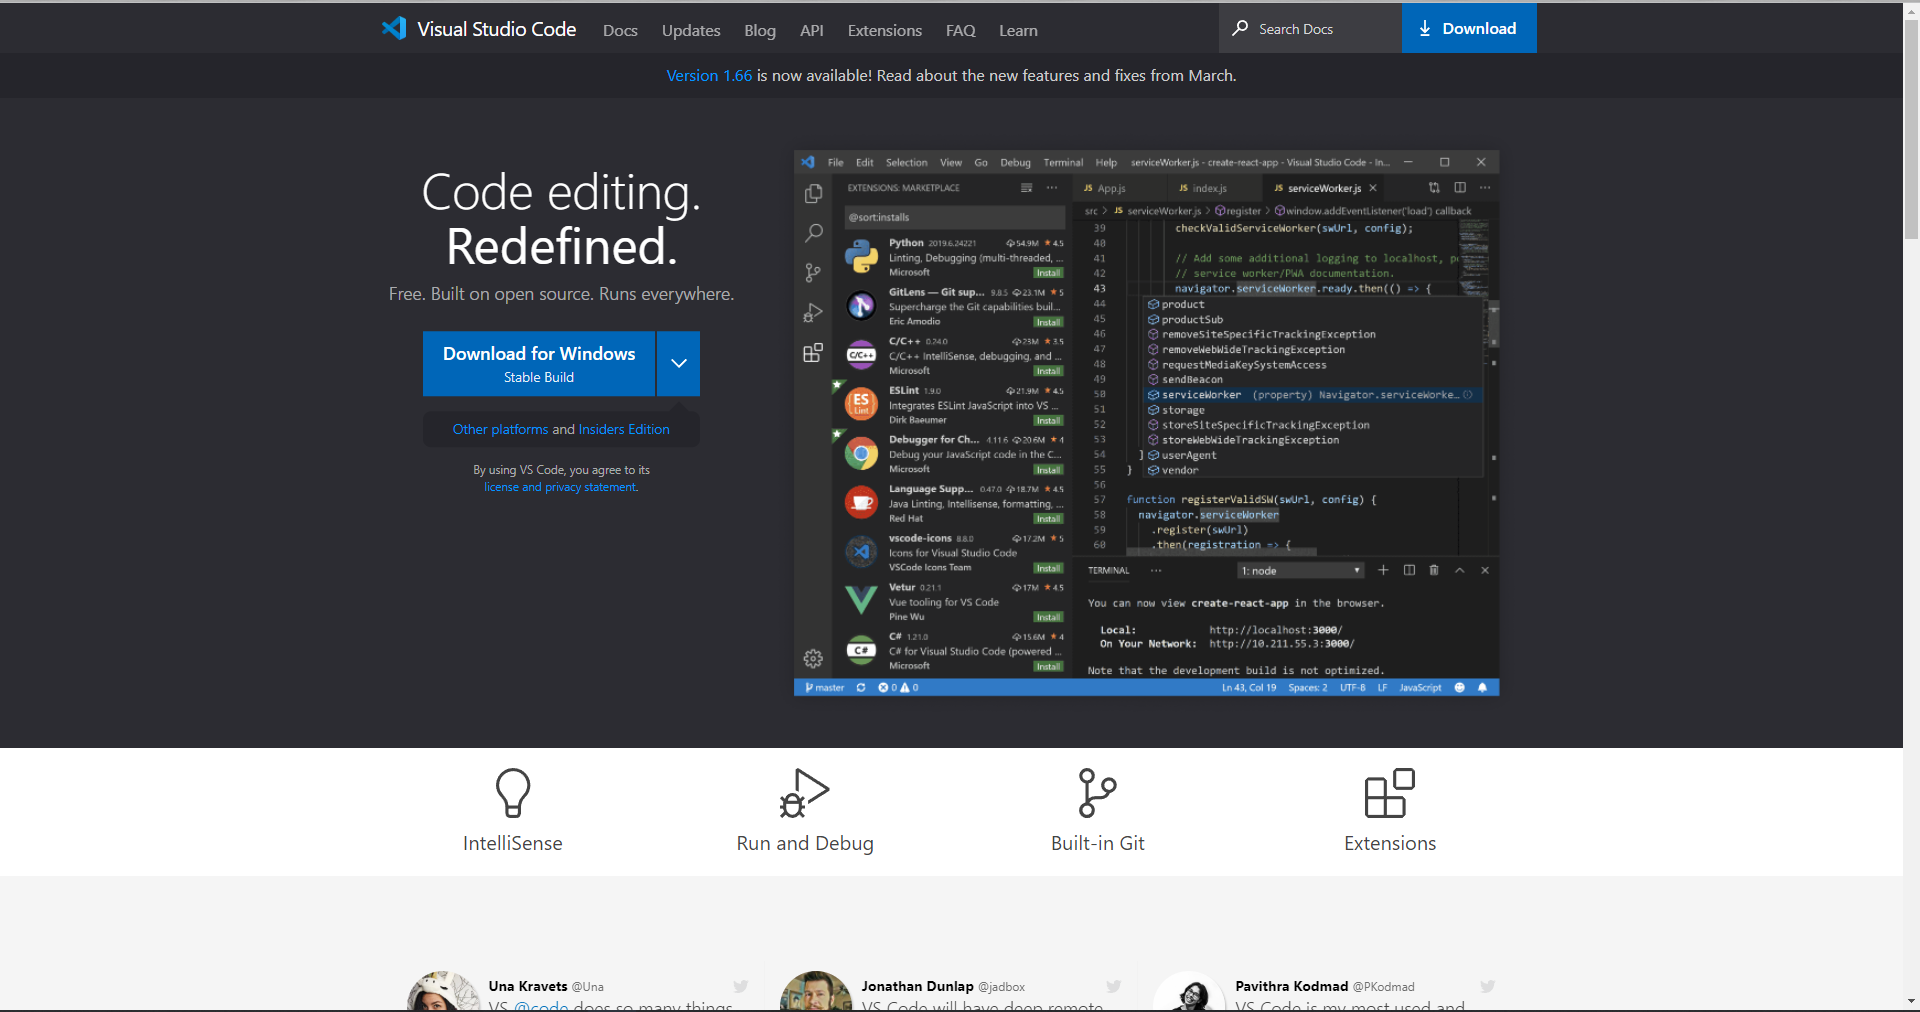 Visual Studio Code Docs Updates Blog API Extensions FAQ Learn Search Docs Download
Version 1.66 is now available! Read about the new features and fixes from March.
Code editing.
Redefined.
Free. Built on open source. Runs everywhere.
Download for Windows
Stable Build
Other platforms and Insiders Edition
By using VS Code, you agree to its
license and privacy statement.
File Edit Selection View Go Debug Terminal Help serviceWorker.js - create-react-app - Visual Studio Code - In...
EXTENSIONS: MARKETPLACE
@sort:installs
Python 2019.6.24221 54.9M 4.5
Linting, Debugging (multi-threaded, ...
Microsoft Install
GitLens — Git sup... 9.8.5 23.1M 5
Supercharge the Git capabilities buil...
Eric Amodio Install
C/C++ 0.24.0 23M 3.5
C/C++ IntelliSense, debugging, and ...
Microsoft Install
ESLint 1.9.0 21.9M 4.5
Integrates ESLint JavaScript into VS ...
Dirk Baeumer Install
Debugger for Ch... 4.11.6 20.6M 4
Debug your JavaScript code in the C...
Microsoft Install
Language Supp... 0.47.0 18.7M 4.5
Java Linting, Intellisense, formatting, ...
Red Hat Install
vscode-icons 8.8.0 17.2M 5
Icons for Visual Studio Code
VSCode Icons Team Install
Vetur 0.21.1 17M 4.5
Vue tooling for VS Code
Pine Wu Install
C# 1.21.0 15.6M 4
C# for Visual Studio Code (powered ...
Microsoft Install
C/C++
ES
Lint
C#
JS App.js JS index.js JS serviceWorker.js
src > JS serviceWorker.js > register > window.addEventListener('load') callback
39 checkValidServiceWorker(swUrl, config);
40
41 // Add some additional logging to localhost, p
42 // service worker/PWA documentation.
43 navigator.serviceWorker.ready.then(() => {
44 product
45 productSub
46 removeSiteSpecificTrackingException
47 removeWebWideTrackingException
48 requestMediaKeySystemAccess
49 sendBeacon
50 serviceWorker (property) Navigator.serviceWorke...
51 storage
52 storeSiteSpecificTrackingException
53 storeWebWideTrackingException
54 ] userAgent
55 } vendor
56
57 function registerValidSW(swUrl, config) {
58 navigator.serviceWorker
59 .register(swUrl)
60 .then(registration => {
TERMINAL ... 1: node
You can now view create-react-app in the browser.
Local: http://localhost:3000/
On Your Network: http://10.211.55.3:3000/
Note that the development build is not optimized.
master 0 0 Ln 43, Col 19 Spaces: 2 UTF-8 LF JavaScript
IntelliSense Run and Debug Built-in Git Extensions
Una Kravets @Una
VS @code does so many things
Jonathan Dunlap @jadbox
VS Code will have deep remote
Pavithra Kodmad @PKodmad
VS Code is my most used and